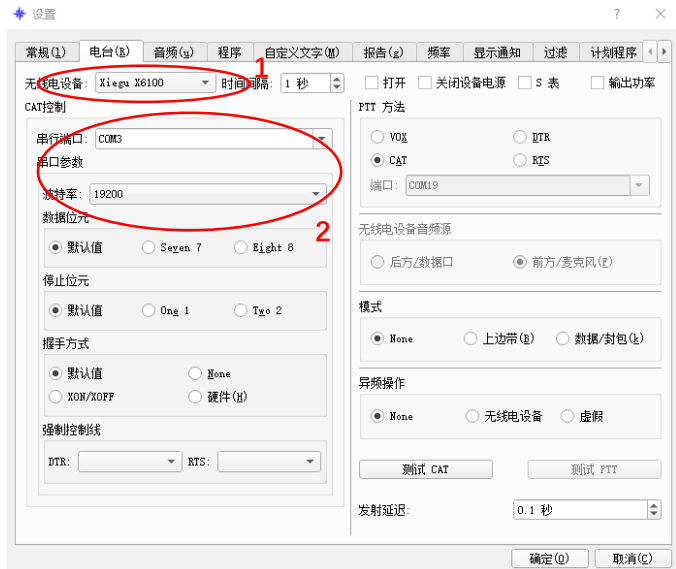 设置
常规(1) 电台(R) 音频(u) 程序 自定义文字(M) 报告(g) 频率 显示通知 过滤 计划程序
1
无线电设备: Xiegu X6100 时间间隔: 1 秒 打开 关闭设备电源 S 表 输出功率
CAT控制
串行端口: COM3
串口参数
波特率: 19200
2
数据位元
默认值 Seven 7 Eight 8
停止位元
默认值 One 1 Two 2
握手方式
默认值 None
XON/XOFF 硬件(H)
强制控制线
DTR: RTS:
PTT 方法
VOX DTR
CAT RTS
端口: COM19
无线电设备音频源
后方/数据口 前方/麦克风(F)
模式
None 上边带(B) 数据/封包(k)
异频操作
None 无线电设备 虚假
测试 CAT 测试 PTT
发射延迟: 0.1 秒
确定(O) 取消(C)